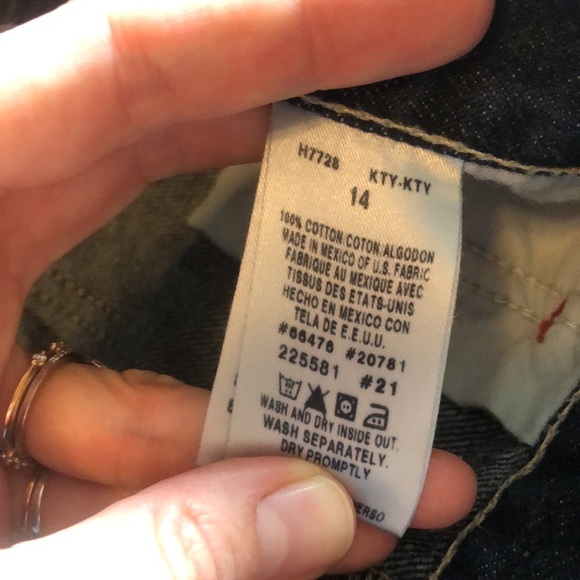 H7728 KTY-KTY
14
100% COTTON:COTON:ALGODON
MADE IN MEXICO OF U.S. FABRIC
FABRIQUE AU MEXIQUE AVEC
TISSUS DES ETATS-UNIS
HECHO EN MEXICO CON
TELA DE E.E.U.U.
#66476 #20781
225581 #21
WASH AND DRY INSIDE OUT.
WASH SEPARATELY.
DRY PROMPTLY